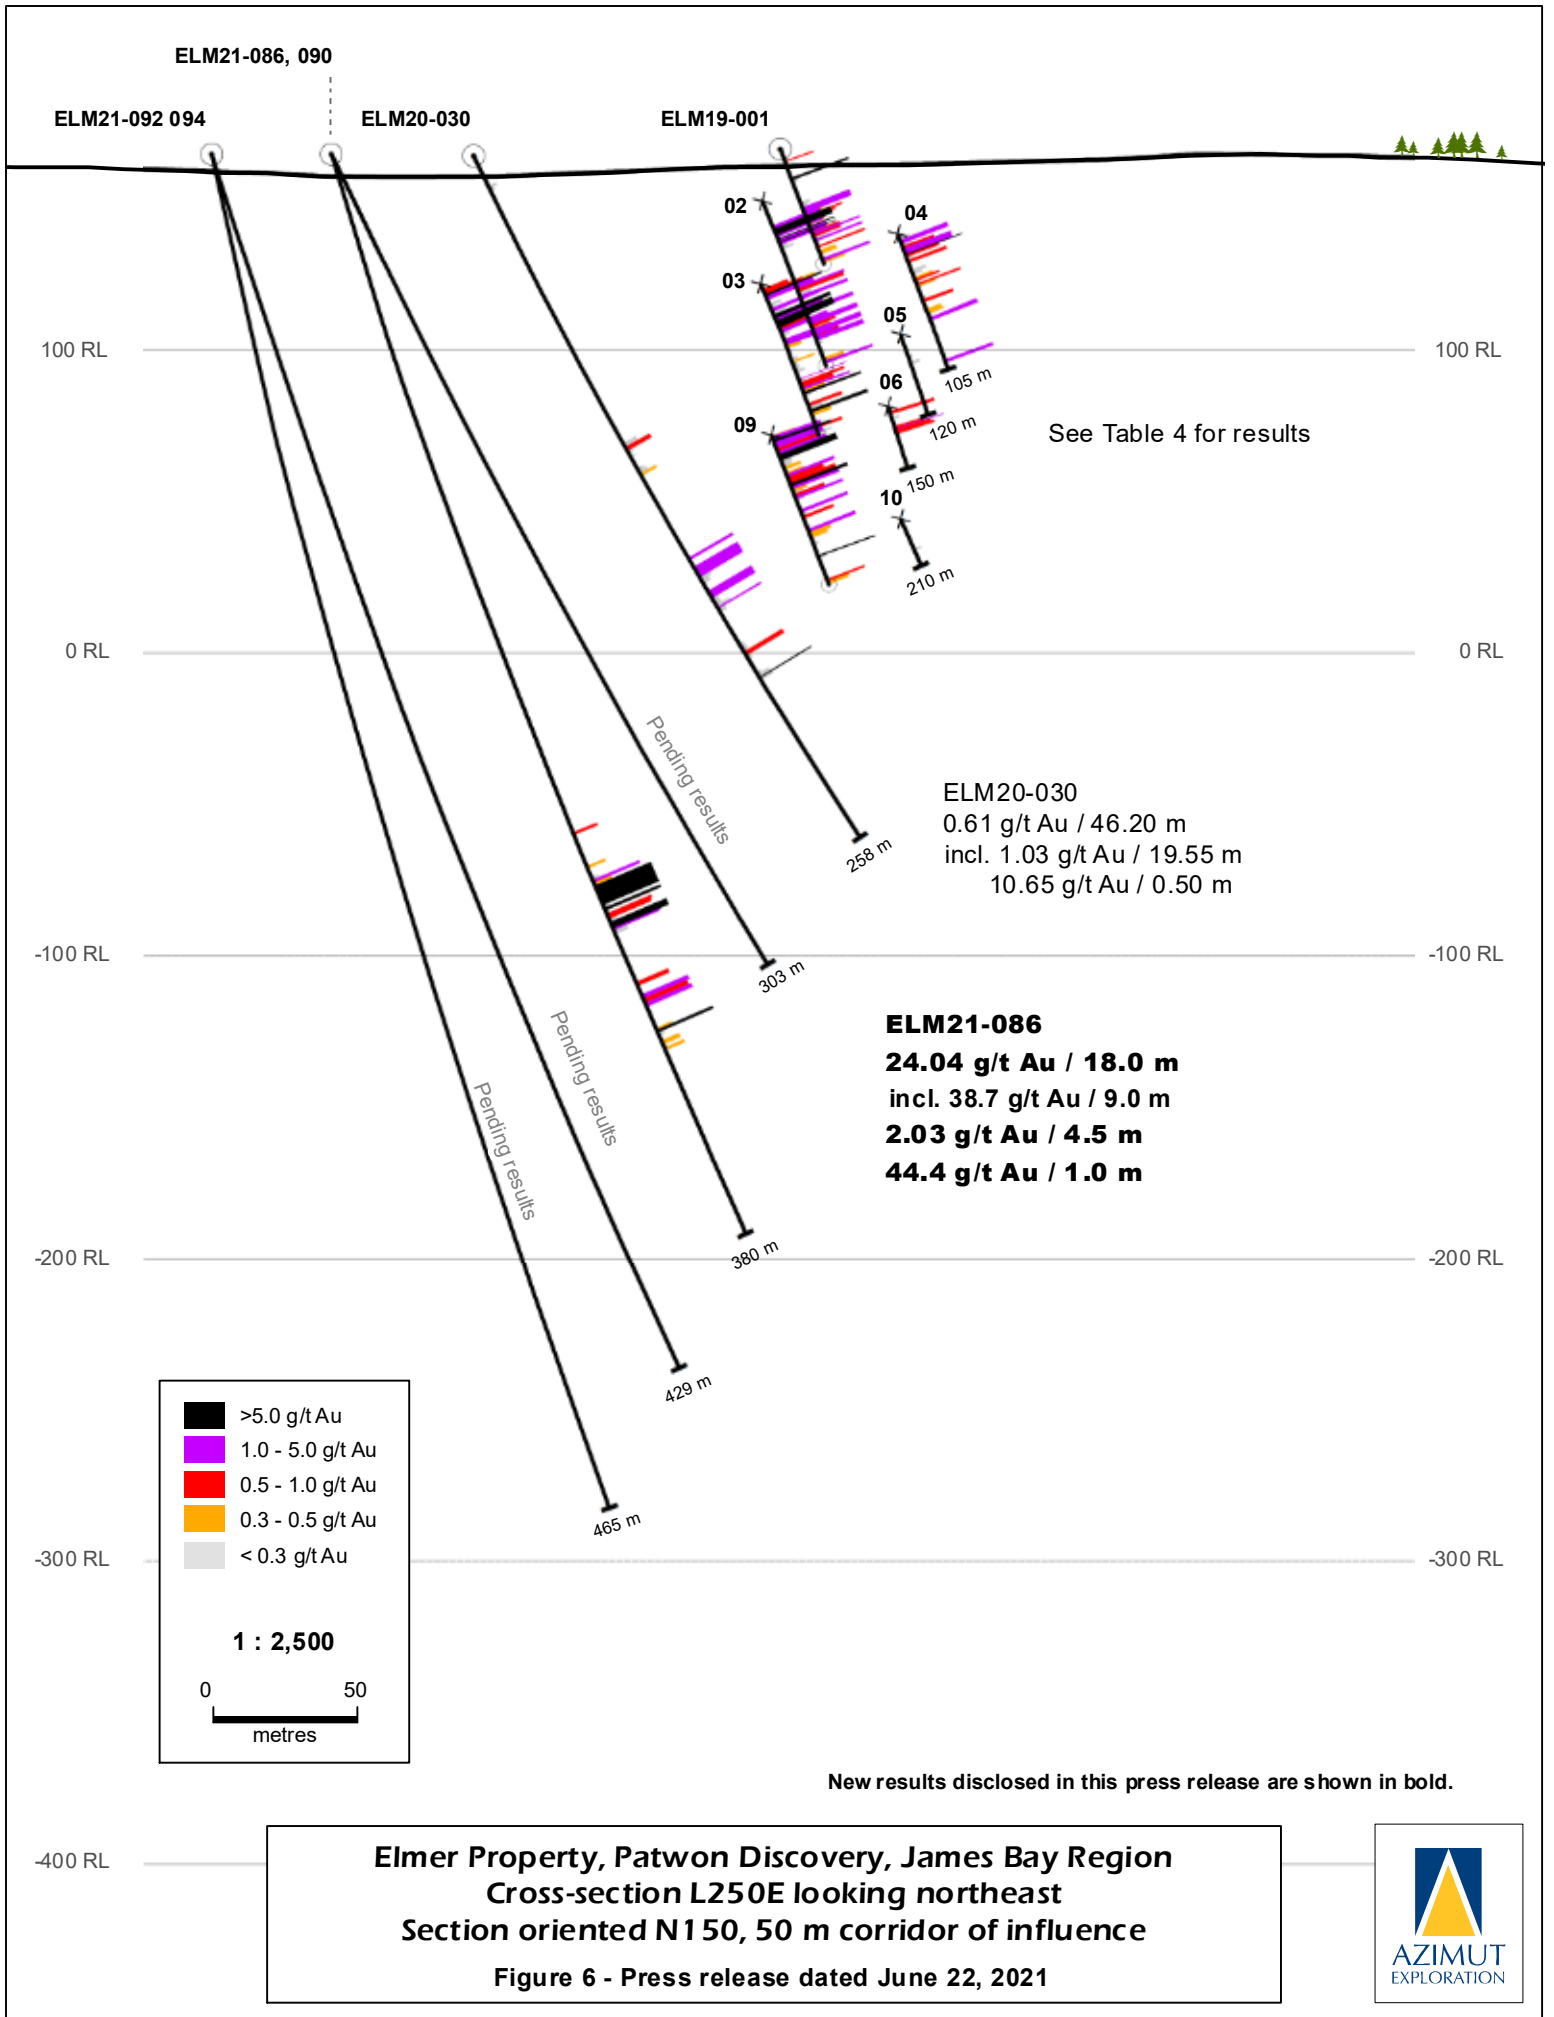 ELM21-086, 090
ELM21-092 094
ELM20-030
ELM19-001
02
04
03
05
100 RL
100 RL
06
105 m
120 m
09
See Table 4 for results
150 m
10
210 m
0 RL
0 RL
Pending results
258 m
ELM20-030
0.61 g/t Au / 46.20 m
incl. 1.03 g/t Au / 19.55 m
10.65 g/t Au / 0.50 m
-100 RL
-100 RL
303 m
Pending results
Pending results
ELM21-086
24.04 g/t Au / 18.0 m
incl. 38.7 g/t Au / 9.0 m
2.03 g/t Au / 4.5 m
44.4 g/t Au / 1.0 m
380 m
-200 RL
-200 RL
429 m
465 m
>5.0 g/t Au
1.0 - 5.0 g/t Au
0.5 - 1.0 g/t Au
0.3 - 0.5 g/t Au
< 0.3 g/t Au
-300 RL
-300 RL
1 : 2,500
0 50
metres
New results disclosed in this press release are shown in bold.
-400 RL
Elmer Property, Patwon Discovery, James Bay Region
Cross-section L250E looking northeast
Section oriented N150, 50 m corridor of influence
Figure 6 - Press release dated June 22, 2021
AZIMUT
EXPLORATION